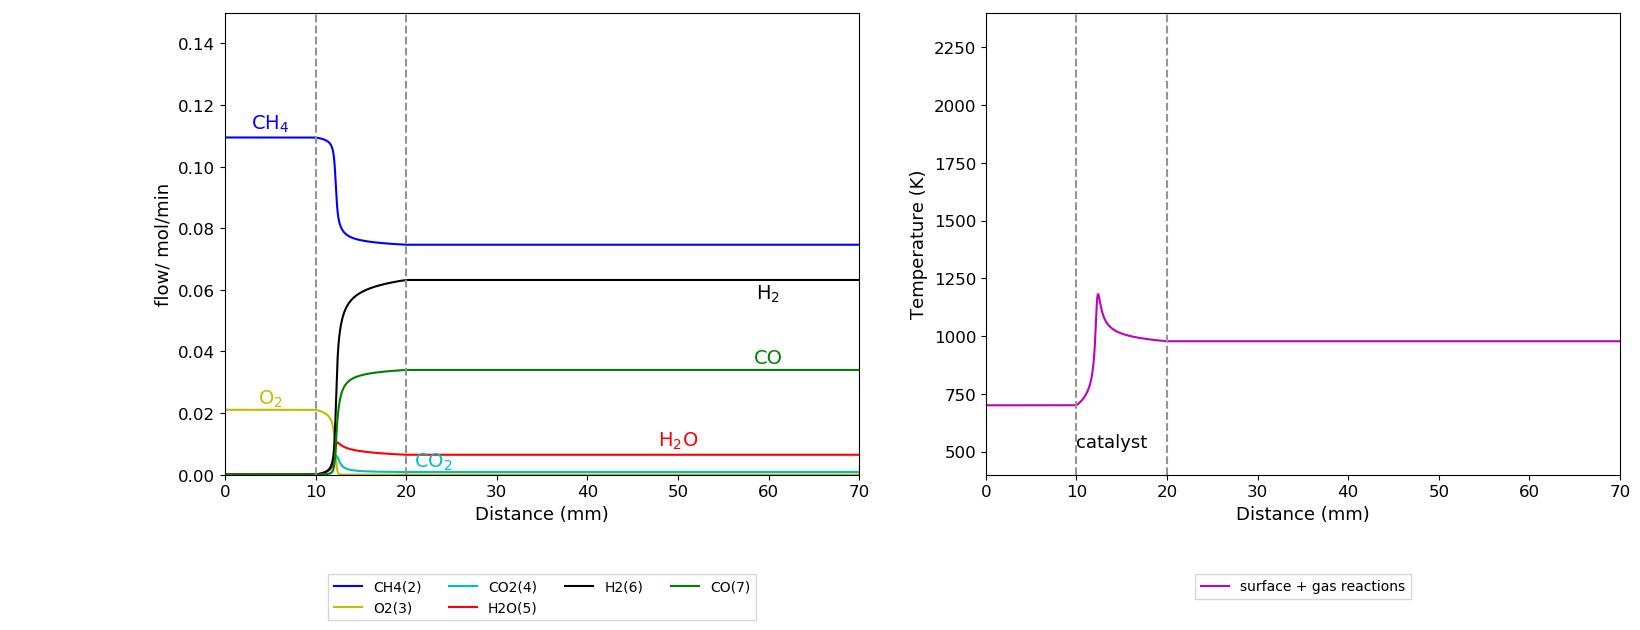 0.14
0.12
0.10
0.08
0.06
0.04
0.02
0.00
flow/ mol/min
CH₄
O₂
H₂
CO
H₂O
CO₂
0 10 20 30 40 50 60 70
Distance (mm)
CH4(2) CO2(4) H2(6) CO(7)
O2(3) H2O(5)
2250
2000
1750
1500
1250
1000
750
500
Temperature (K)
catalyst
0 10 20 30 40 50 60 70
Distance (mm)
surface + gas reactions